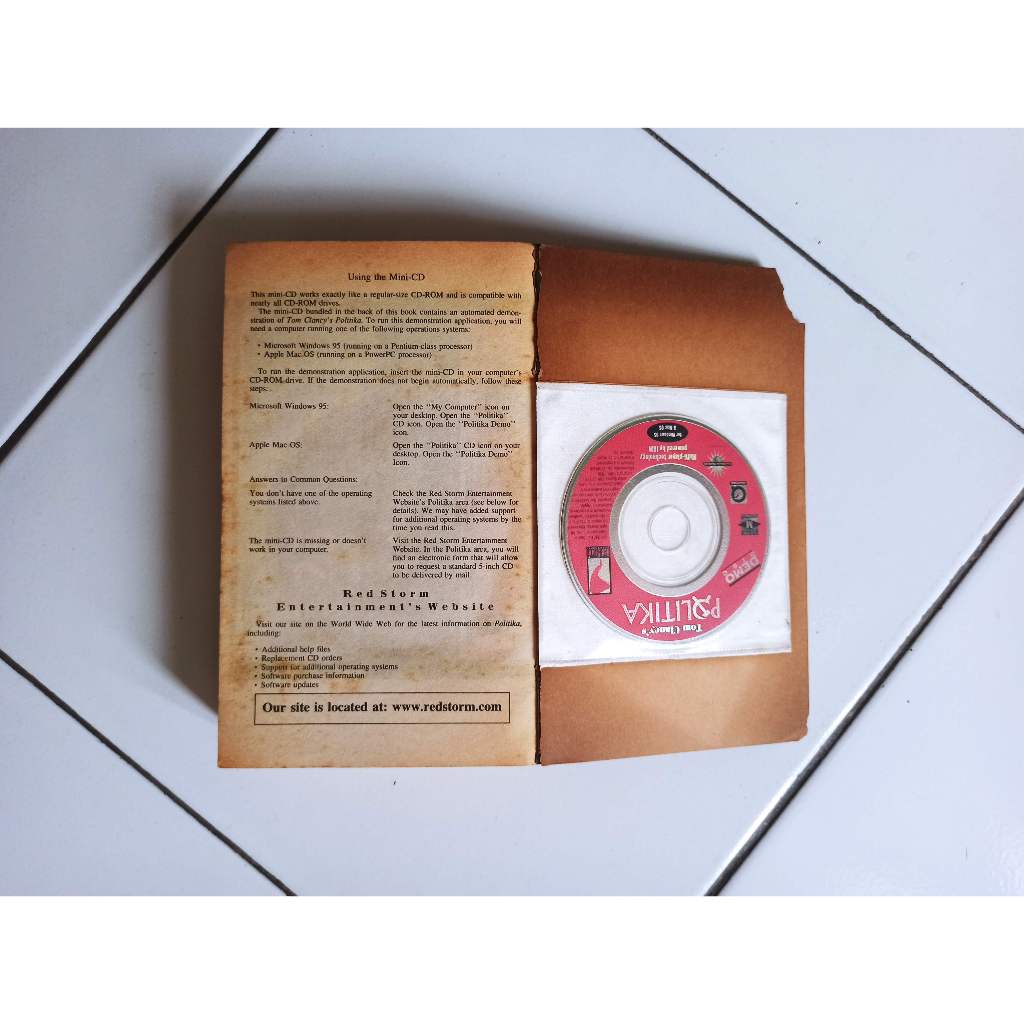 Using the Mini-CD
This mini-CD works exactly like a regular-size CD-ROM and is compatible with
nearly all CD-ROM drives.
The mini-CD bundled in the back of this book contains an automated demon-
stration of Tom Clancy's Politika. To run this demonstration application, you will
need a computer running one of the following operations systems:
• Microsoft Windows 95 (running on a Pentium-class processor)
• Apple Mac OS (running on a PowerPC processor)
To run the demonstration application, insert the mini-CD in your computer's
CD-ROM drive. If the demonstration does not begin automatically, follow these
steps:
Microsoft Windows 95:
Open the "My Computer" icon on
your desktop. Open the "Politika"
CD icon. Open the "Politika Demo"
icon.
Apple Mac OS:
Open the "Politika" CD icon on your
desktop. Open the "Politika Demo"
Icon.
Answers to Common Questions:
You don't have one of the operating
systems listed above.
Check the Red Storm Entertainment
Website's Politika area (see below for
details). We may have added support
for additional operating systems by the
time you read this.
The mini-CD is missing or doesn't
work in your computer.
Visit the Red Storm Entertainment
Website. In the Politika area, you will
find an electronic form that will allow
you to request a standard 5-inch CD
to be delivered by mail.
Red Storm
Entertainment's Website
Visit our site on the World Wide Web for the latest information on Politika,
including:
• Additional help files
• Replacement CD orders
• Support for additional operating systems
• Software purchase information
• Software updates
Our site is located at: www.redstorm.com
Tom Clancy's
POLITIKA
DEMO
Multi-player technology
powered by IBM
for Windows 95
& Mac OS